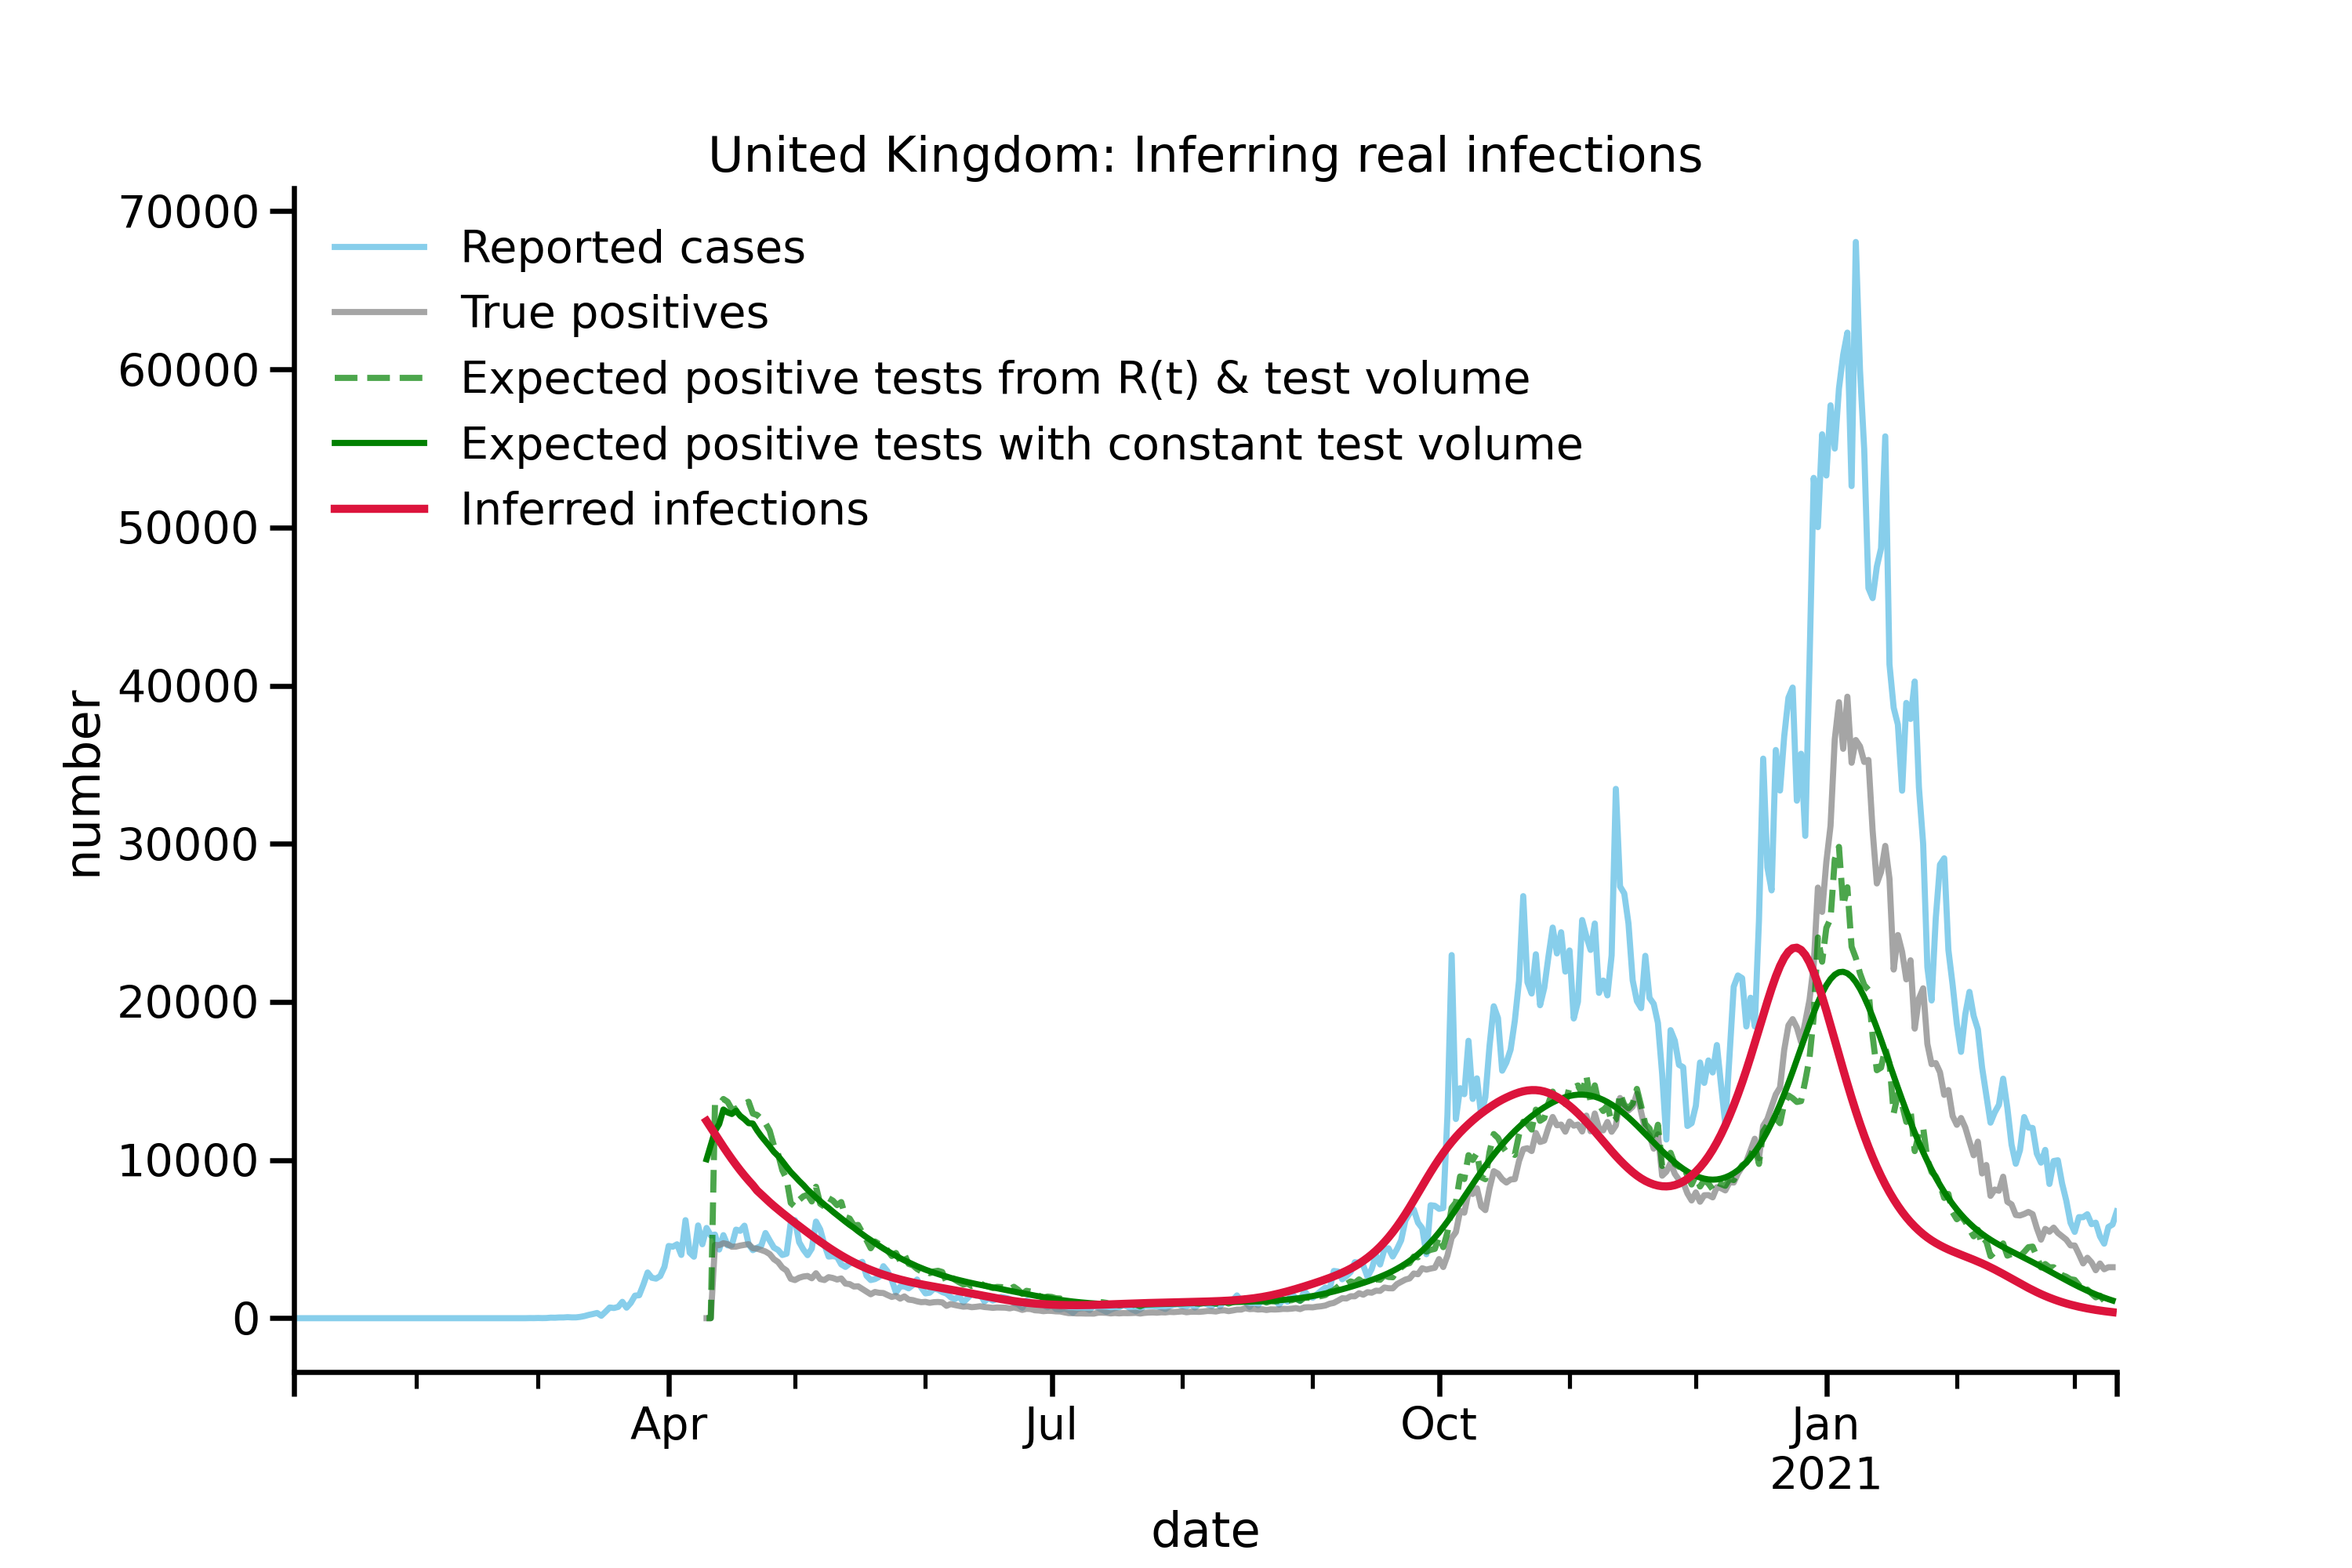 United Kingdom: Inferring real infections
70000
60000
50000
40000
30000
20000
10000
0
number
Reported cases
True positives
Expected positive tests from R(t) & test volume
Expected positive tests with constant test volume
Inferred infections
Apr
Jul
Oct
Jan
2021
date